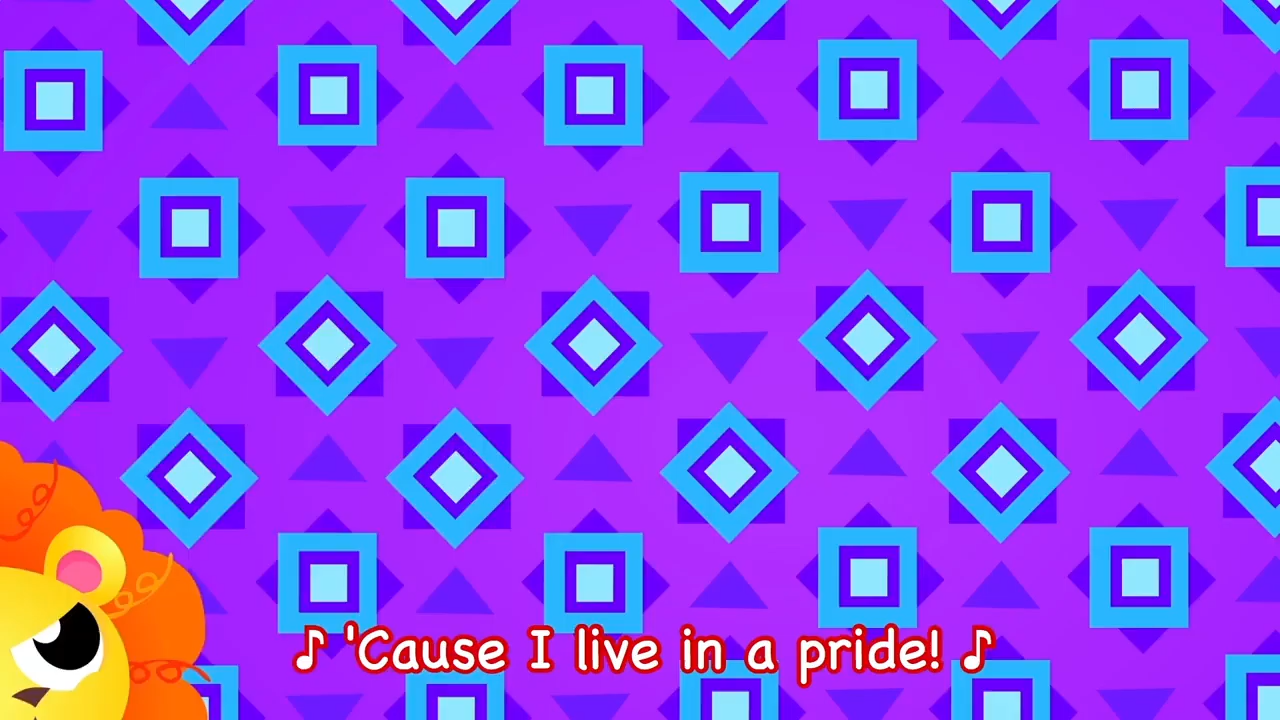 ♪ 'Cause I live in a pride! ♪